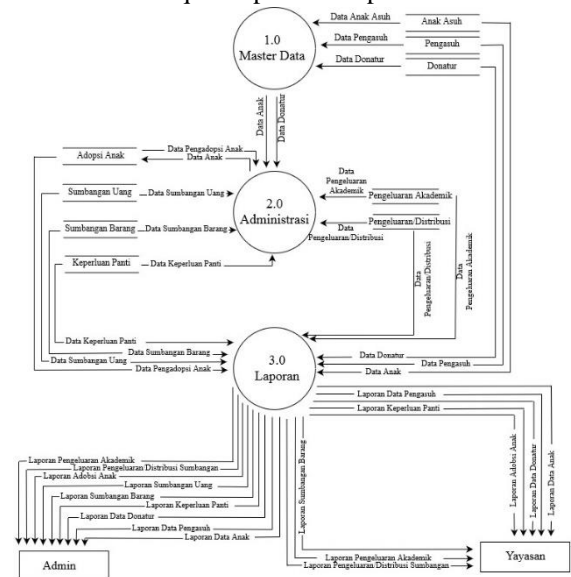 1.0
Master Data
Data Anak Asuh
Anak Asuh
Data Pengasuh
Pengasuh
Data Donatur
Donatur
Data Anak
Data Donatur
Adopsi Anak
Data Pengadopsi Anak
Data Anak
Sumbangan Uang
Data Sumbangan Uang
Sumbangan Barang
Data Sumbangan Barang
Keperluan Panti
Data Keperluan Panti
2.0
Administrasi
Data
Pengeluaran
Akademik
Pengeluaran Akademik
Pengeluaran/Distribusi
Data
Pengeluaran/Distribusi
Data
Pengeluaran/Distribusi
Data
Pengeluaran Akademik
Data Keperluan Panti
Data Sumbangan Barang
Data Sumbangan Uang
Data Pengadopsi Anak
3.0
Laporan
Data Donatur
Data Pengasuh
Data Anak
Laporan Data Pengasuh
Laporan Keperluan Panti
Laporan Pengeluaran Akademik
Laporan Pengeluaran/Distribusi Sumbangan
Laporan Adobsi Anak
Laporan Sumbangan Uang
Laporan Sumbangan Barang
Laporan Keperluan Panti
Laporan Data Donatur
Laporan Data Pengasuh
Laporan Data Anak
Laporan Sumbangan Barang
Laporan Adobsi Anak
Laporan Data Donatur
Laporan Data Anak
Laporan Pengeluaran Akademik
Laporan Pengeluaran/Distribusi Sumbangan
Admin
Yayasan